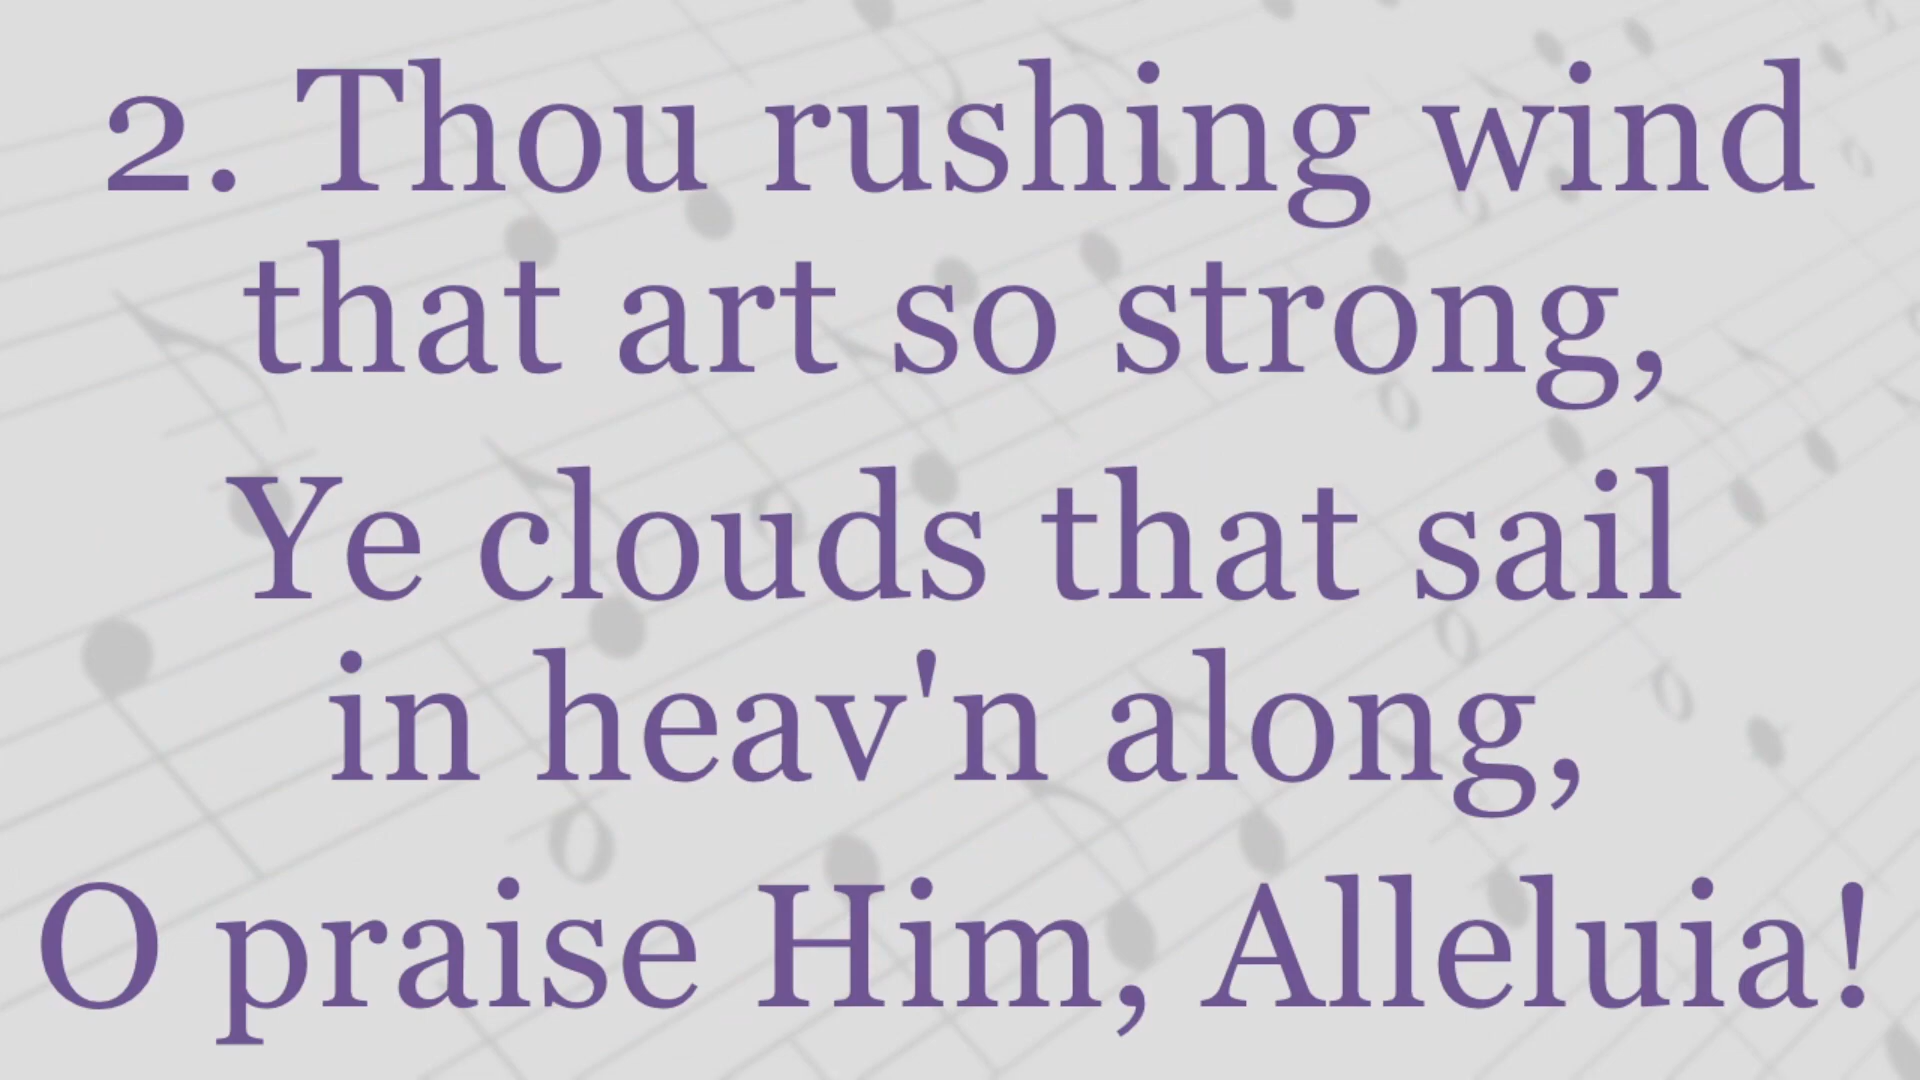 2. Thou rushing wind
that art so strong,
Ye clouds that sail
in heav'n along,
O praise Him, Alleluia!